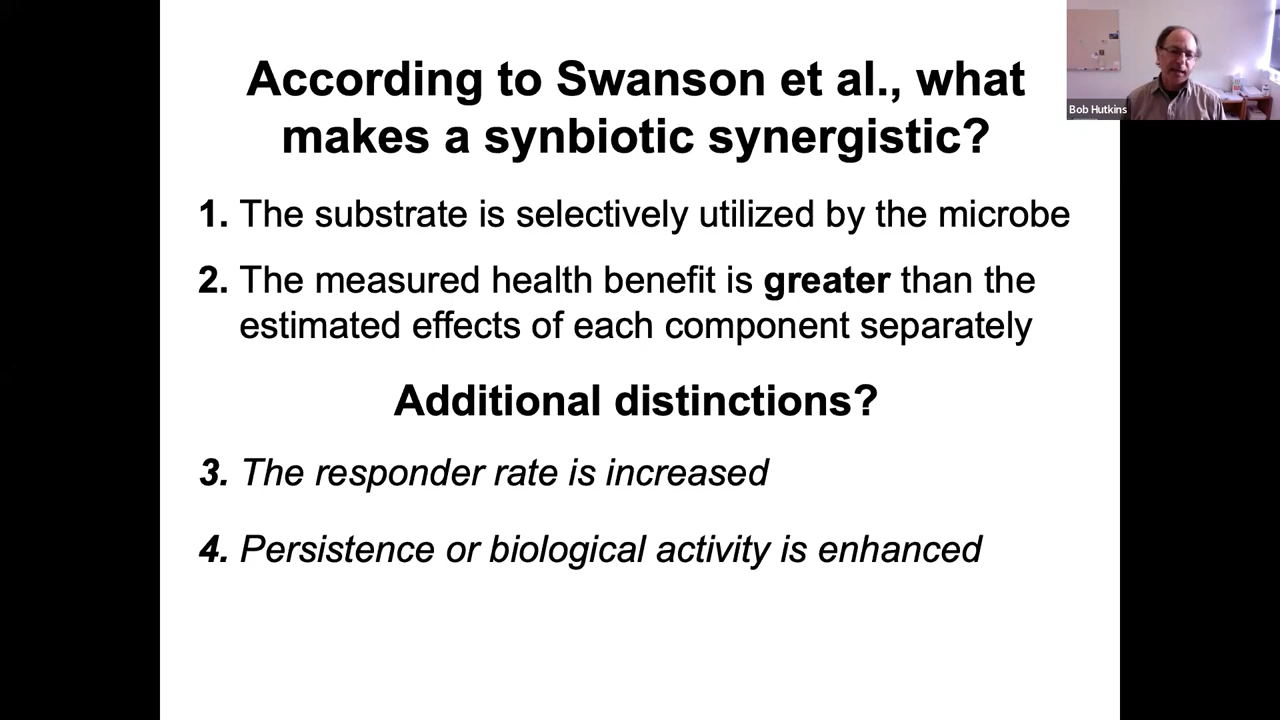 According to Swanson et al., what
makes a synbiotic synergistic?
1. The substrate is selectively utilized by the microbe
2. The measured health benefit is greater than the
estimated effects of each component separately
Additional distinctions?
3. The responder rate is increased
4. Persistence or biological activity is enhanced
Bob Hutkins